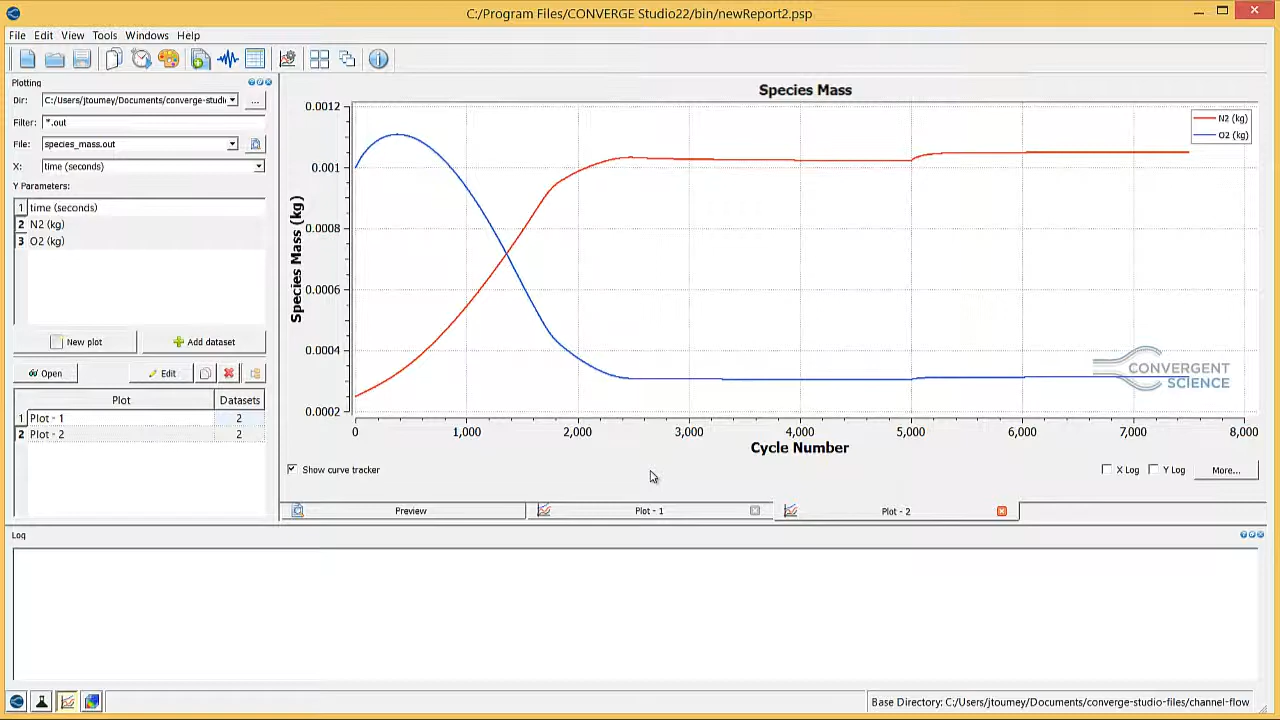 C:/Program Files/CONVERGE Studio22/bin/newReport2.psp
File Edit View Tools Windows Help
Plotting
Dir: C:/Users/jtoumey/Documents/converge-studi
...
Filter: *.out
File: species_mass.out
X: time (seconds)
Y Parameters:
1 time (seconds)
2 N2 (kg)
3 O2 (kg)
New plot
Add dataset
Open
Edit
Plot Datasets
1 Plot - 1 2
2 Plot - 2 2
Species Mass
N2 (kg)
O2 (kg)
Species Mass (kg)
0.0012
0.001
0.0008
0.0006
0.0004
0.0002
0 1,000 2,000 3,000 4,000 5,000 6,000 7,000 8,000
Cycle Number
CONVERGENT
SCIENCE
Show curve tracker
X Log
Y Log
More...
Preview
Plot - 1
Plot - 2
Log
Base Directory: C:/Users/jtoumey/Documents/converge-studio-files/channel-flow